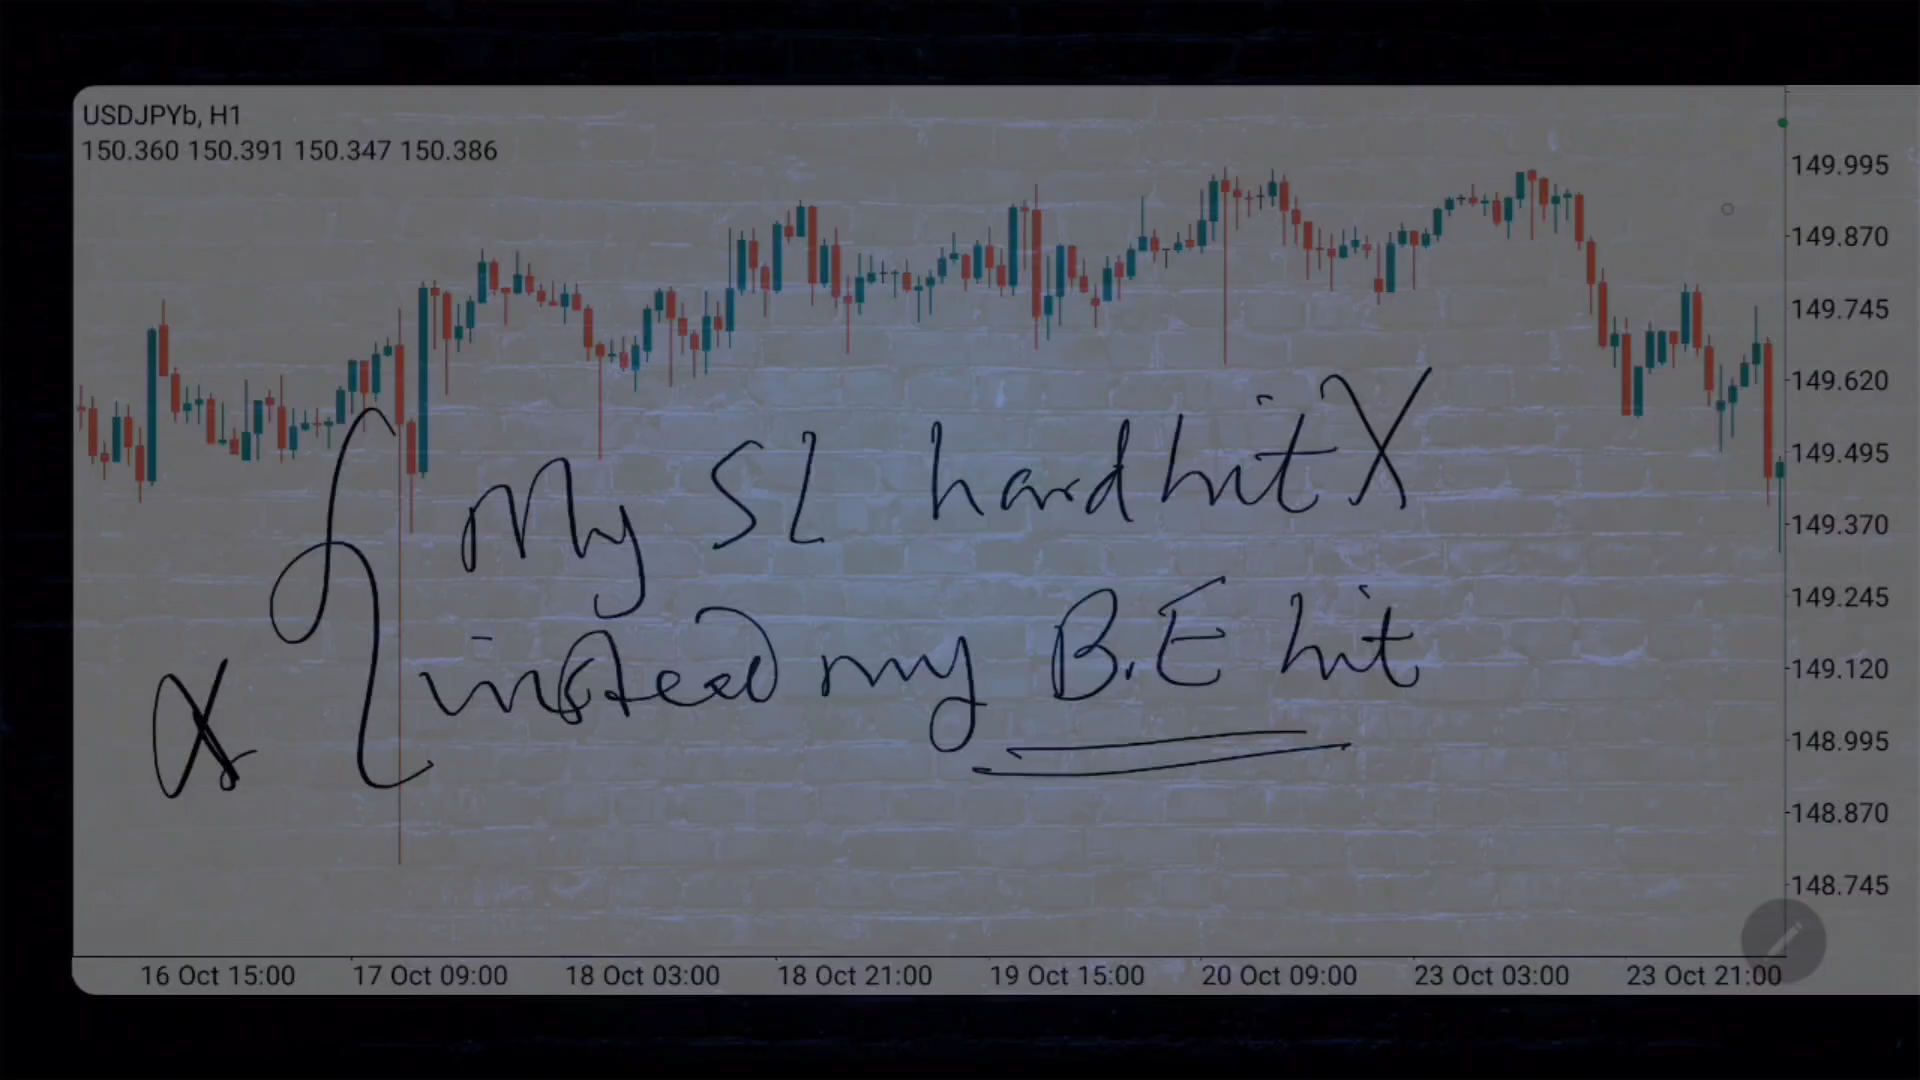 USDJPYb, H1
150.360 150.391 150.347 150.386
149.995
149.870
149.745
149.620
149.495
149.370
149.245
149.120
148.995
148.870
148.745
My SL hard hit X
instead my B.E hit
X
16 Oct 15:00 17 Oct 09:00 18 Oct 03:00 18 Oct 21:00 19 Oct 15:00 20 Oct 09:00 23 Oct 03:00 23 Oct 21:00